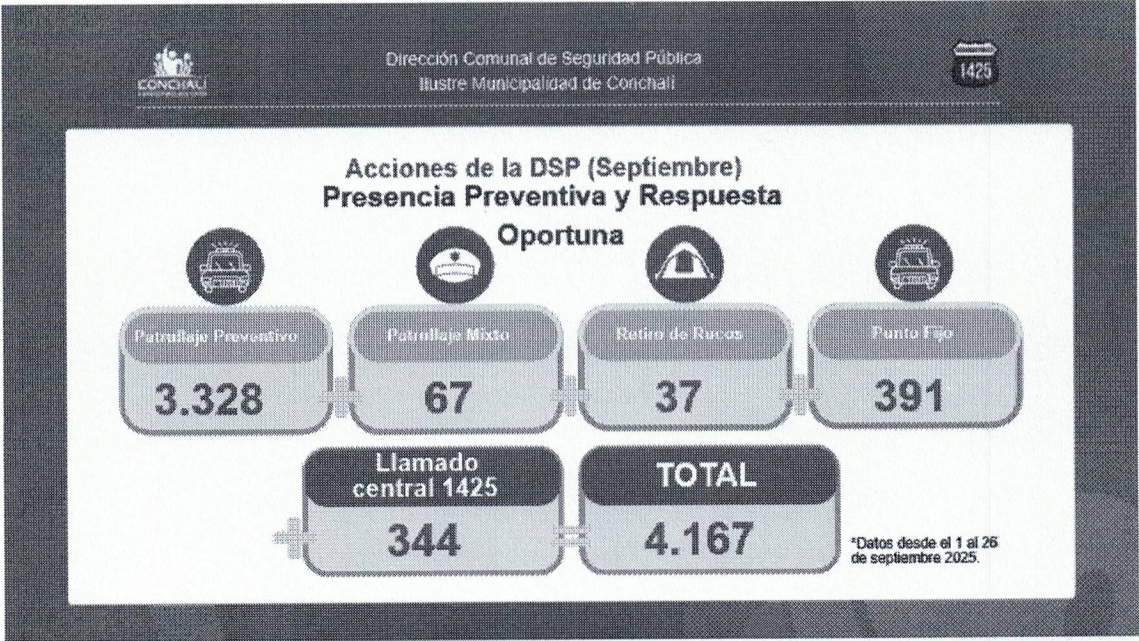 CONCHALÍ
Dirección Comunal de Seguridad Pública
Ilustre Municipalidad de Conchalí
1425
Acciones de la DSP (Septiembre)
Presencia Preventiva y Respuesta
Oportuna
Patrullaje Preventivo
Patrullaje Mixto
Retiro de Rucos
Punto Fijo
3.328
+
67
+
37
+
391
Llamado
central 1425
TOTAL
+
344
=
4.167
*Datos desde el 1 al 26
de septiembre 2025.